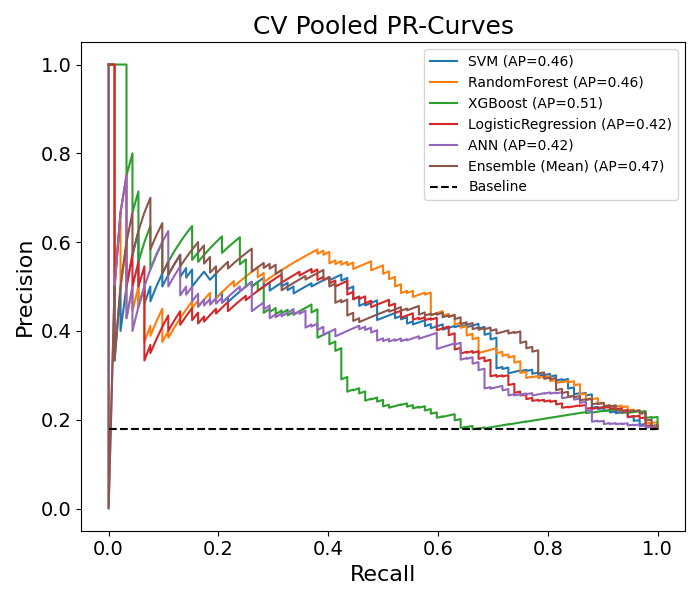 CV Pooled PR-Curves
SVM (AP=0.46)
RandomForest (AP=0.46)
XGBoost (AP=0.51)
LogisticRegression (AP=0.42)
ANN (AP=0.42)
Ensemble (Mean) (AP=0.47)
Baseline
Precision
1.0
0.8
0.6
0.4
0.2
0.0
0.0 0.2 0.4 0.6 0.8 1.0
Recall